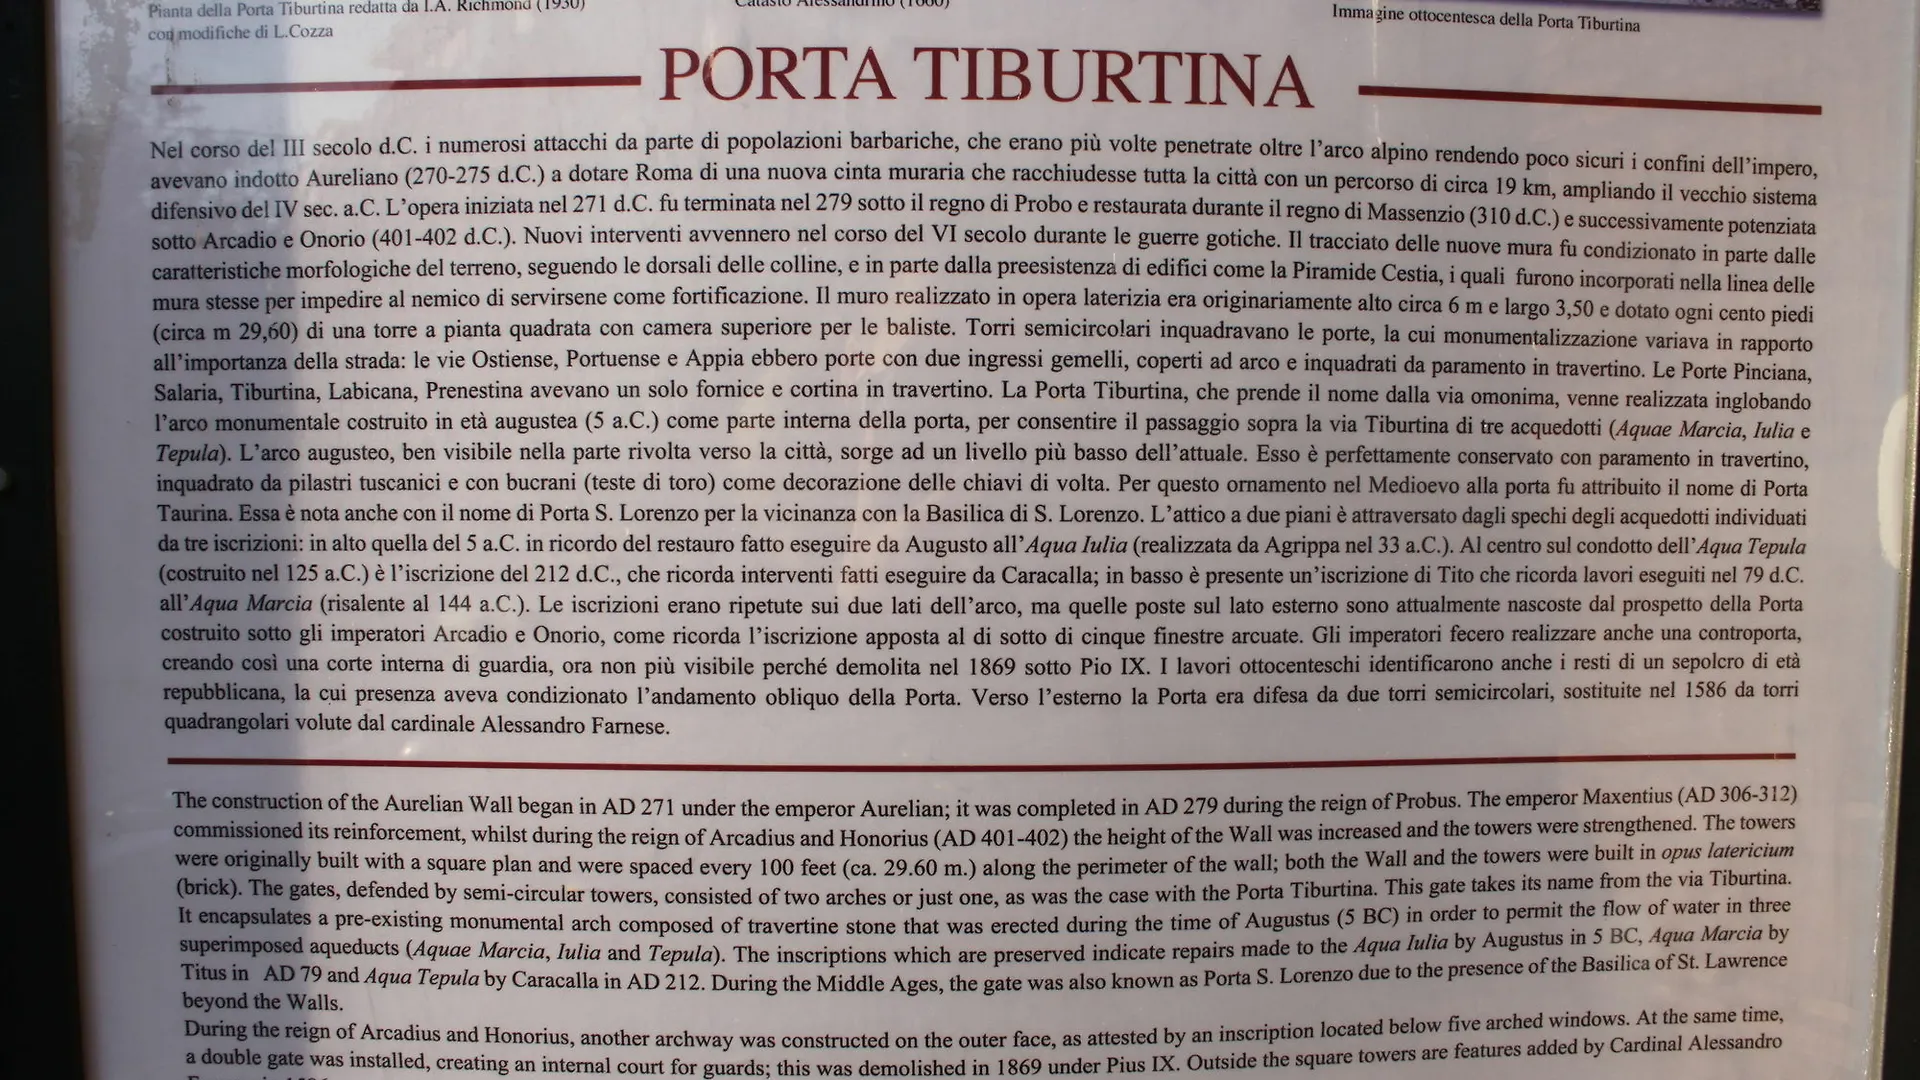 Pianta della Porta Tiburtina redatta da I.A. Richmond (1930)
con modifiche di L.Cozza
Catasto Alessandrino (1660)
Immagine ottocentesca della Porta Tiburtina
PORTA TIBURTINA
Nel corso del III secolo d.C. i numerosi attacchi da parte di popolazioni barbariche, che erano più volte penetrate oltre l'arco alpino rendendo poco sicuri i confini dell'impero,
avevano indotto Aureliano (270-275 d.C.) a dotare Roma di una nuova cinta muraria che racchiudesse tutta la città con un percorso di circa 19 km, ampliando il vecchio sistema
difensivo del IV sec. a.C. L'opera iniziata nel 271 d.C. fu terminata nel 279 sotto il regno di Probo e restaurata durante il regno di Massenzio (310 d.C.) e successivamente potenziata
sotto Arcadio e Onorio (401-402 d.C.). Nuovi interventi avvennero nel corso del VI secolo durante le guerre gotiche. Il tracciato delle nuove mura fu condizionato in parte dalle
caratteristiche morfologiche del terreno, seguendo le dorsali delle colline, e in parte dalla preesistenza di edifici come la Piramide Cestia, i quali furono incorporati nella linea delle
mura stesse per impedire al nemico di servirsene come fortificazione. Il muro realizzato in opera laterizia era originariamente alto circa 6 m e largo 3,50 e dotato ogni cento piedi
(circa m 29,60) di una torre a pianta quadrata con camera superiore per le baliste. Torri semicircolari inquadravano le porte, la cui monumentalizzazione variava in rapporto
all'importanza della strada: le vie Ostiense, Portuense e Appia ebbero porte con due ingressi gemelli, coperti ad arco e inquadrati da paramento in travertino. Le Porte Pinciana,
Salaria, Tiburtina, Labicana, Prenestina avevano un solo fornice e cortina in travertino. La Porta Tiburtina, che prende il nome dalla via omonima, venne realizzata inglobando
l'arco monumentale costruito in età augustea (5 a.C.) come parte interna della porta, per consentire il passaggio sopra la via Tiburtina di tre acquedotti (Aquae Marcia, Iulia e
Tepula). L'arco augusteo, ben visibile nella parte rivolta verso la città, sorge ad un livello più basso dell'attuale. Esso è perfettamente conservato con paramento in travertino,
inquadrato da pilastri tuscanici e con bucrani (teste di toro) come decorazione delle chiavi di volta. Per questo ornamento nel Medioevo alla porta fu attribuito il nome di Porta
Taurina. Essa è nota anche con il nome di Porta S. Lorenzo per la vicinanza con la Basilica di S. Lorenzo. L'attico a due piani è attraversato dagli spechi degli acquedotti individuati
da tre iscrizioni: in alto quella del 5 a.C. in ricordo del restauro fatto eseguire da Augusto all'Aqua Iulia (realizzata da Agrippa nel 33 a.C.). Al centro sul condotto dell'Aqua Tepula
(costruito nel 125 a.C.) è l'iscrizione del 212 d.C., che ricorda interventi fatti eseguire da Caracalla; in basso è presente un'iscrizione di Tito che ricorda lavori eseguiti nel 79 d.C.
all'Aqua Marcia (risalente al 144 a.C.). Le iscrizioni erano ripetute sui due lati dell'arco, ma quelle poste sul lato esterno sono attualmente nascoste dal prospetto della Porta
costruito sotto gli imperatori Arcadio e Onorio, come ricorda l'iscrizione apposta al di sotto di cinque finestre arcuate. Gli imperatori fecero realizzare anche una controporta,
creando così una corte interna di guardia, ora non più visibile perché demolita nel 1869 sotto Pio IX. I lavori ottocenteschi identificarono anche i resti di un sepolcro di età
repubblicana, la cui presenza aveva condizionato l'andamento obliquo della Porta. Verso l'esterno la Porta era difesa da due torri semicircolari, sostituite nel 1586 da torri
quadrangolari volute dal cardinale Alessandro Farnese.
The construction of the Aurelian Wall began in AD 271 under the emperor Aurelian; it was completed in AD 279 during the reign of Probus. The emperor Maxentius (AD 306-312)
commissioned its reinforcement, whilst during the reign of Arcadius and Honorius (AD 401-402) the height of the Wall was increased and the towers were strengthened. The towers
were originally built with a square plan and were spaced every 100 feet (ca. 29.60 m.) along the perimeter of the wall; both the Wall and the towers were built in opus latericium
(brick). The gates, defended by semi-circular towers, consisted of two arches or just one, as was the case with the Porta Tiburtina. This gate takes its name from the via Tiburtina.
It encapsulates a pre-existing monumental arch composed of travertine stone that was erected during the time of Augustus (5 BC) in order to permit the flow of water in three
superimposed aqueducts (Aquae Marcia, Iulia and Tepula). The inscriptions which are preserved indicate repairs made to the Aqua Iulia by Augustus in 5 BC, Aqua Marcia by
Titus in AD 79 and Aqua Tepula by Caracalla in AD 212. During the Middle Ages, the gate was also known as Porta S. Lorenzo due to the presence of the Basilica of St. Lawrence
beyond the Walls.
During the reign of Arcadius and Honorius, another archway was constructed on the outer face, as attested by an inscription located below five arched windows. At the same time,
a double gate was installed, creating an internal court for guards; this was demolished in 1869 under Pius IX. Outside the square towers are features added by Cardinal Alessandro